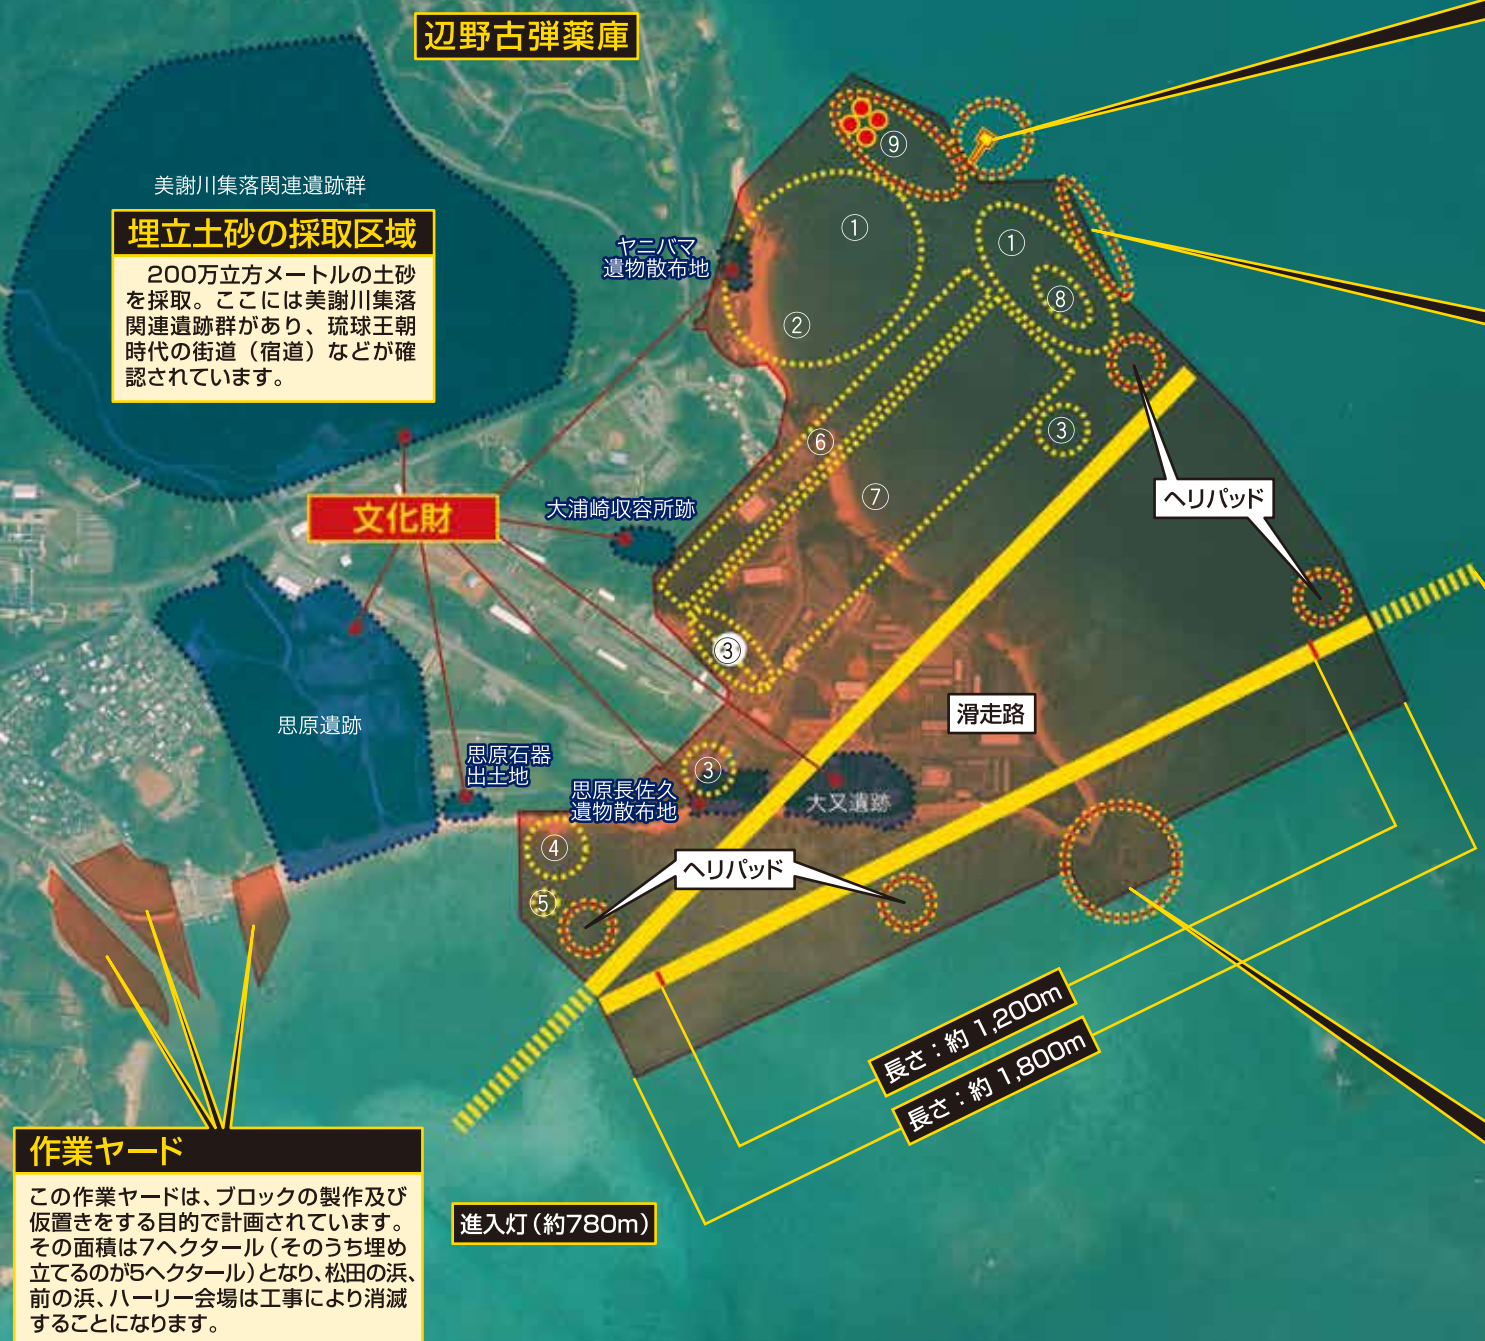 辺野古弾薬庫
美謝川集落関連遺跡群
埋立土砂の採取区域
200万立方メートルの土砂
を採取。ここには美謝川集落
関連遺跡群があり、琉球王朝
時代の街道（宿道）などが確
認されています。
ヤニバマ
遺物散布地
⑨
①
①
⑧
②
③
⑥
⑦
ヘリパッド
文化財
大浦崎収容所跡
③
滑走路
思原遺跡
思原石器
出土地
思原長佐久
遺物散布地
③
大又遺跡
④
⑤
ヘリパッド
長さ：約 1,200m
長さ：約 1,800m
作業ヤード
この作業ヤードは、ブロックの製作及び
仮置きをする目的で計画されています。
その面積は7ヘクタール（そのうち埋め
立てるのが5ヘクタール）となり、松田の浜、
前の浜、ハーリー会場は工事により消滅
することになります。
進入灯（約780m）